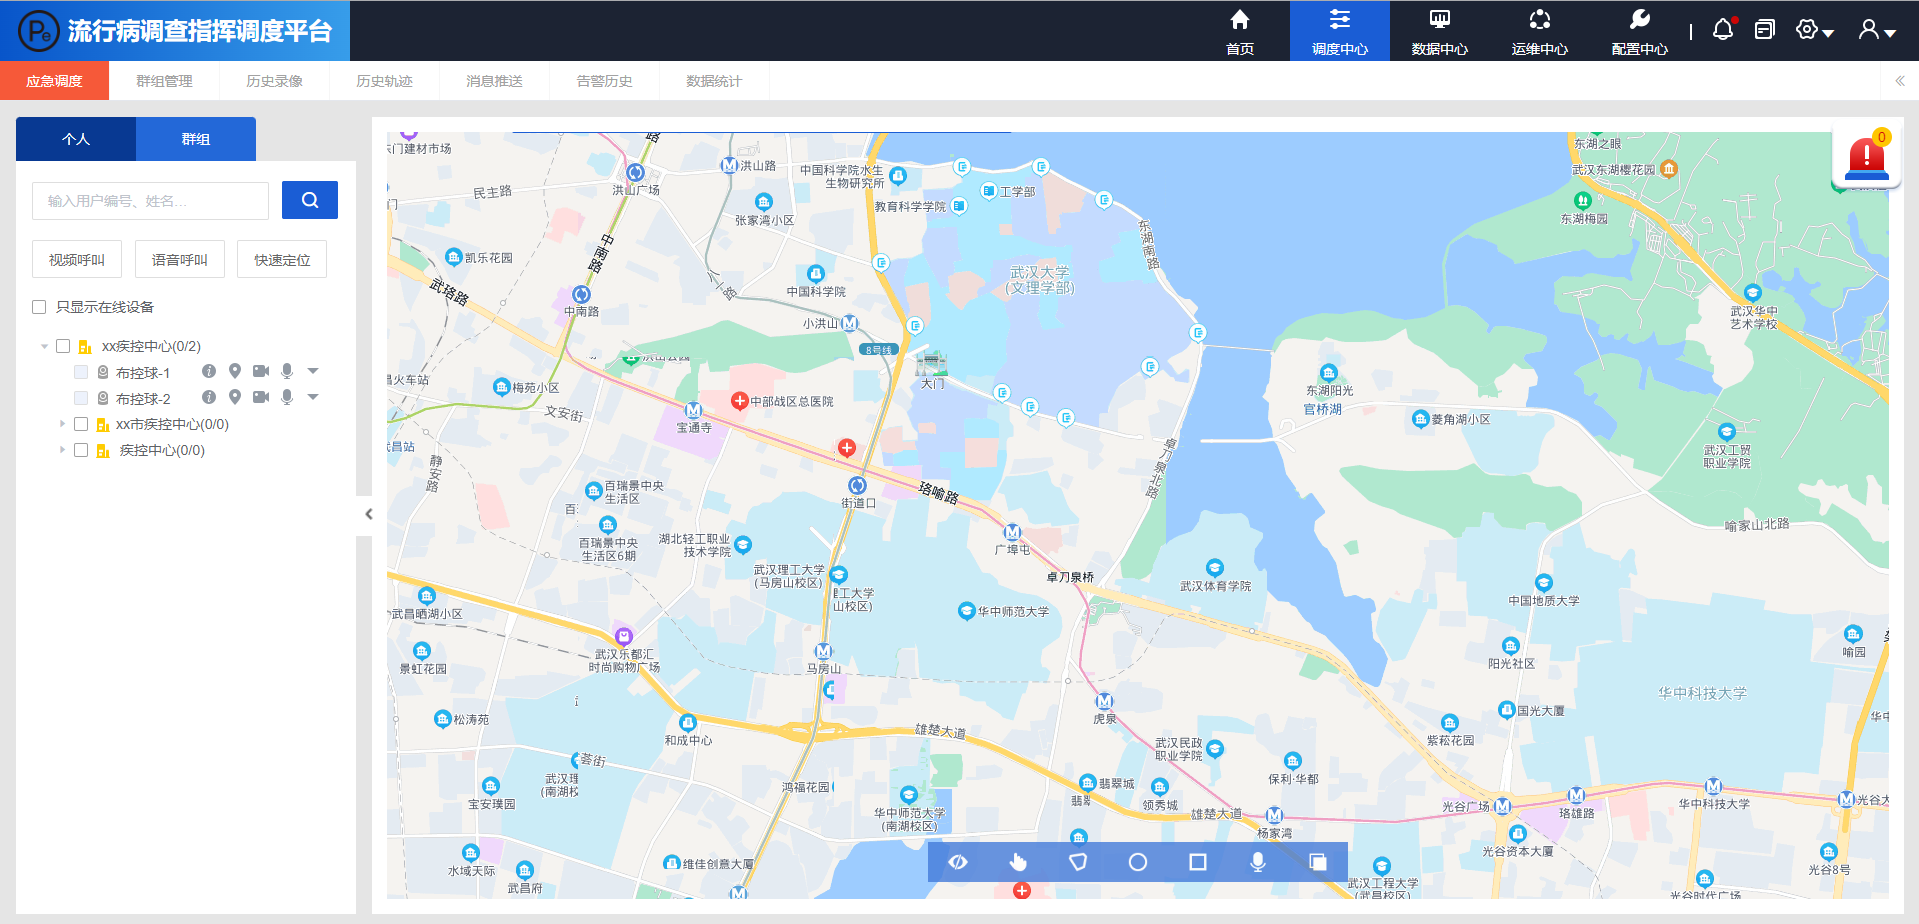 Pe 流行病调查指挥调度平台
首页
调度中心
数据中心
运维中心
配置中心
应急调度
群组管理
历史录像
历史轨迹
消息推送
告警历史
数据统计
个人
群组
输入用户编号、姓名...
视频呼叫
语音呼叫
快速定位
只显示在线设备
xx疾控中心(0/2)
布控球-1
布控球-2
xx市疾控中心(0/0)
疾控中心(0/0)
0
建材市场
民主路
洪山广场
洪山路
张家湾小区
中国科学院水生
生物研究所
教育科学学院
工学部
东湖南路
东湖之眼
武汉东湖樱花园
东湖梅园
凯乐花园
武珞路
中南路
中南路
中国科学院
小洪山
8号线
武汉大学
(文理学部)
大门
武汉华中
艺术学校
火车站
梅苑小区
文安街
宝通寺
中部战区总医院
东湖阳光
官桥湖
菱角湖小区
武汉工贸
职业学院
昌站
静安路
百瑞景中央
生活区
百瑞景中央
生活区6期
街道口
珞喻路
卓刀泉北路
喻家山北路
湖北轻工职业
技术学院
武汉理工大学
(马房山校区)
理工大学
山校区)
广埠屯
卓刀泉桥
武汉体育学院
华中师范大学
中国地质大学
武昌晒湖小区
景虹花园
武汉乐都汇
时尚购物广场
马房山
阳光社区
喻园
华中科技大学
松涛苑
和成中心
雄楚大道
虎泉
武汉民政
职业学院
国光大厦
紫菘花园
华中
荟街
武汉理
(南湖校
宝安璞园
鸿福花园
华中师范大学
(南湖校区)
翡翠城
领秀城
保利·华都
雄楚大道
杨家湾
光谷广场
珞雄路
华中科技大学
光谷大
光谷资本大厦
光谷8号
水域天际
武昌府
维佳创意大厦
武汉工程大学
(武昌校区)
光谷时代广场